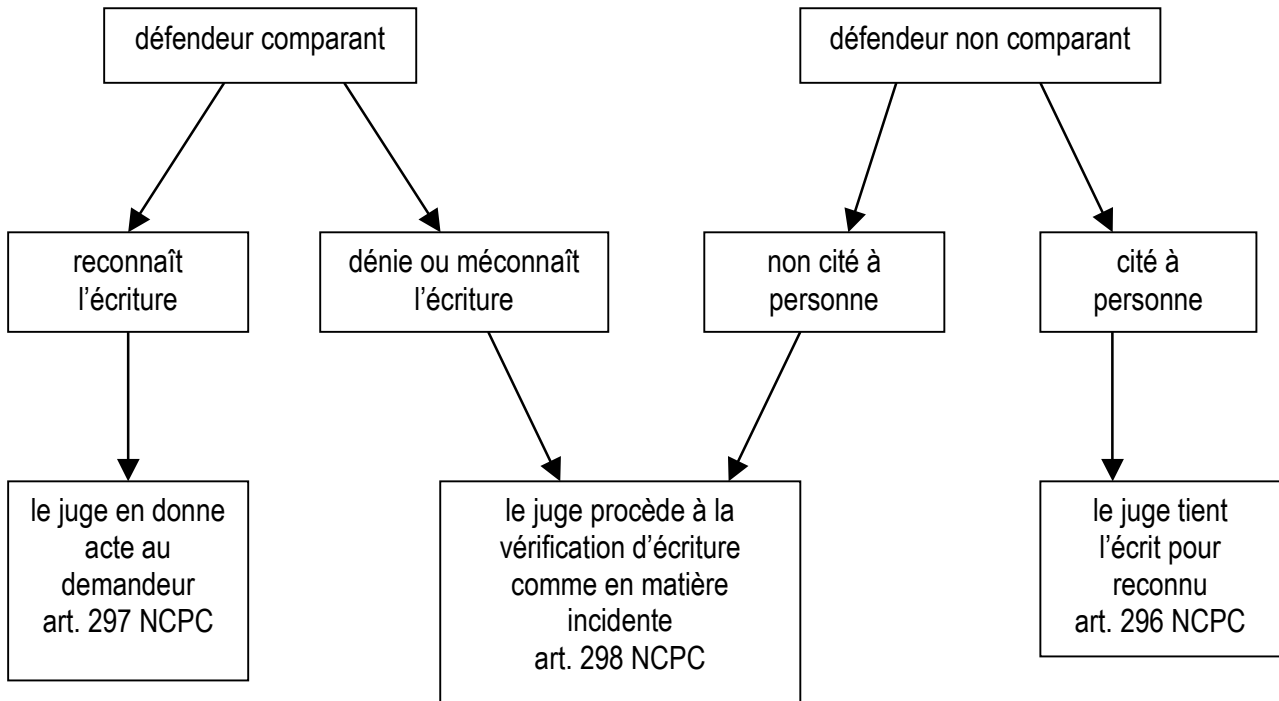 défendeur comparant
défendeur non comparant
reconnaît
l’écriture
dénie ou méconnaît
l’écriture
non cité à
personne
cité à
personne
le juge en donne
acte au
demandeur
art. 297 NCPC
le juge procède à la
vérification d’écriture
comme en matière
incidente
art. 298 NCPC
le juge tient
l’écrit pour
reconnu
art. 296 NCPC